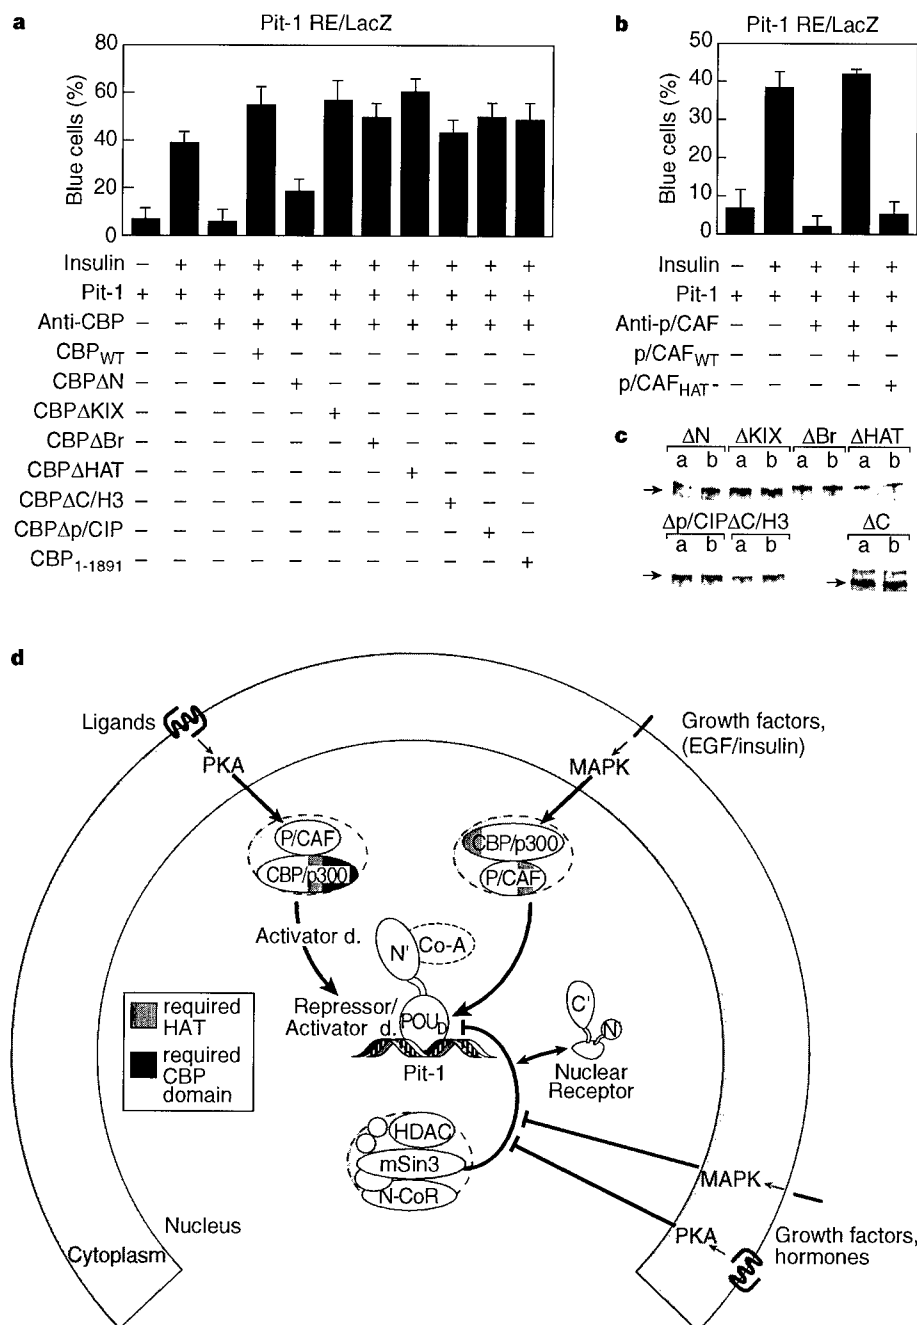 a
Pit-1 RE/LacZ
Blue cells (%)
80
60
40
20
0
Insulin – + + + + + + + + + +
Pit-1 + + + + + + + + + + +
Anti-CBP – – + + + + + + + + +
CBPWT – – – + – – – – – – –
CBPΔN – – – – + – – – – – –
CBPΔKIX – – – – – + – – – – –
CBPΔBr – – – – – – + – – – –
CBPΔHAT – – – – – – – + – – –
CBPΔC/H3 – – – – – – – – + – –
CBPΔp/CIP – – – – – – – – – + –
CBP1-1891 – – – – – – – – – – +
b
Pit-1 RE/LacZ
Blue cells (%)
50
40
30
20
10
0
Insulin – + + + +
Pit-1 + + + + +
Anti-p/CAF – – + + +
p/CAFWT – – – + –
p/CAFHAT- – – – – +
c
ΔN ΔKIX ΔBr ΔHAT
a b a b a b a b
Δp/CIP ΔC/H3 ΔC
a b a b a b
d
Ligands
PKA
Growth factors,
(EGF/insulin)
MAPK
P/CAF
CBP/p300
CBP/p300
P/CAF
Activator d.
N' Co-A
Repressor/
Activator d.
POUD
Pit-1
C'
N
Nuclear
Receptor
required
HAT
required
CBP
domain
HDAC
mSin3
N-CoR
MAPK
PKA
Growth factors,
hormones
Nucleus
Cytoplasm